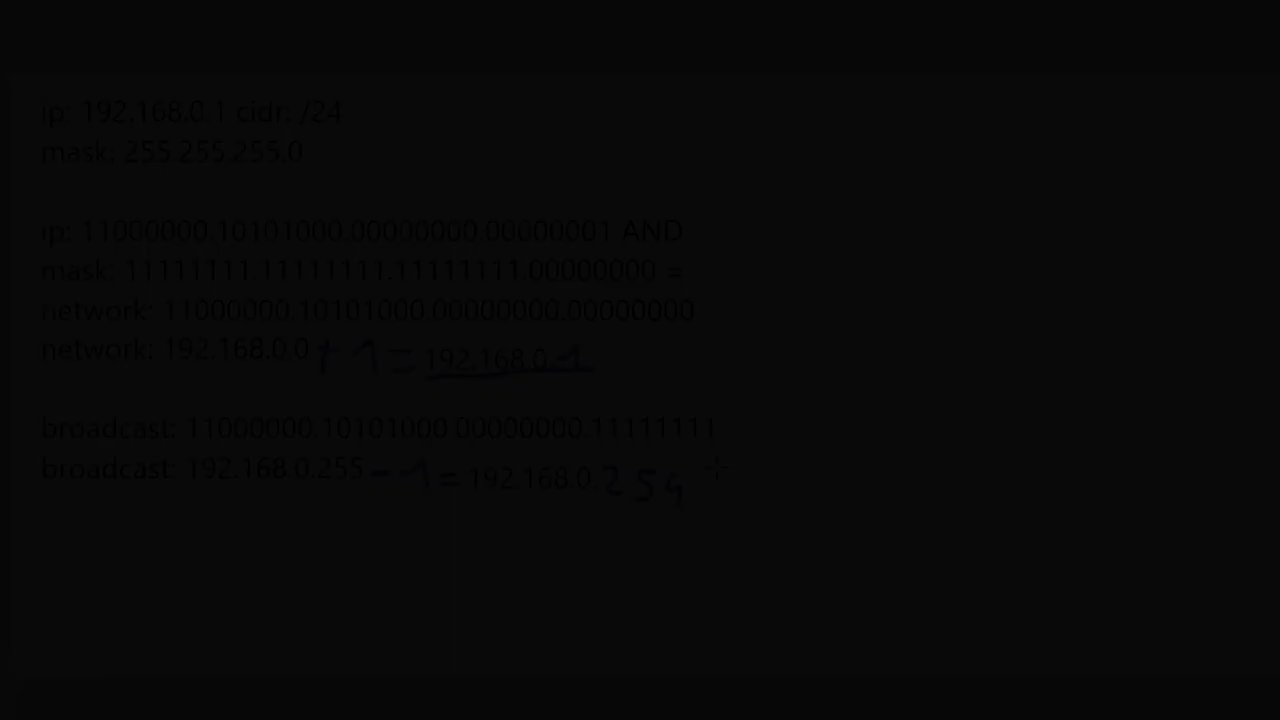 ip: 192.168.0.1 cidr: /24
mask: 255.255.255.0
ip: 11000000.10101000.00000000.00000001 AND
mask: 11111111.11111111.11111111.00000000 =
network: 11000000.10101000.00000000.00000000
network: 192.168.0.0 + 1 = 192.168.0.1
broadcast: 11000000.10101000.00000000.11111111
broadcast: 192.168.0.255 - 1 = 192.168.0.254